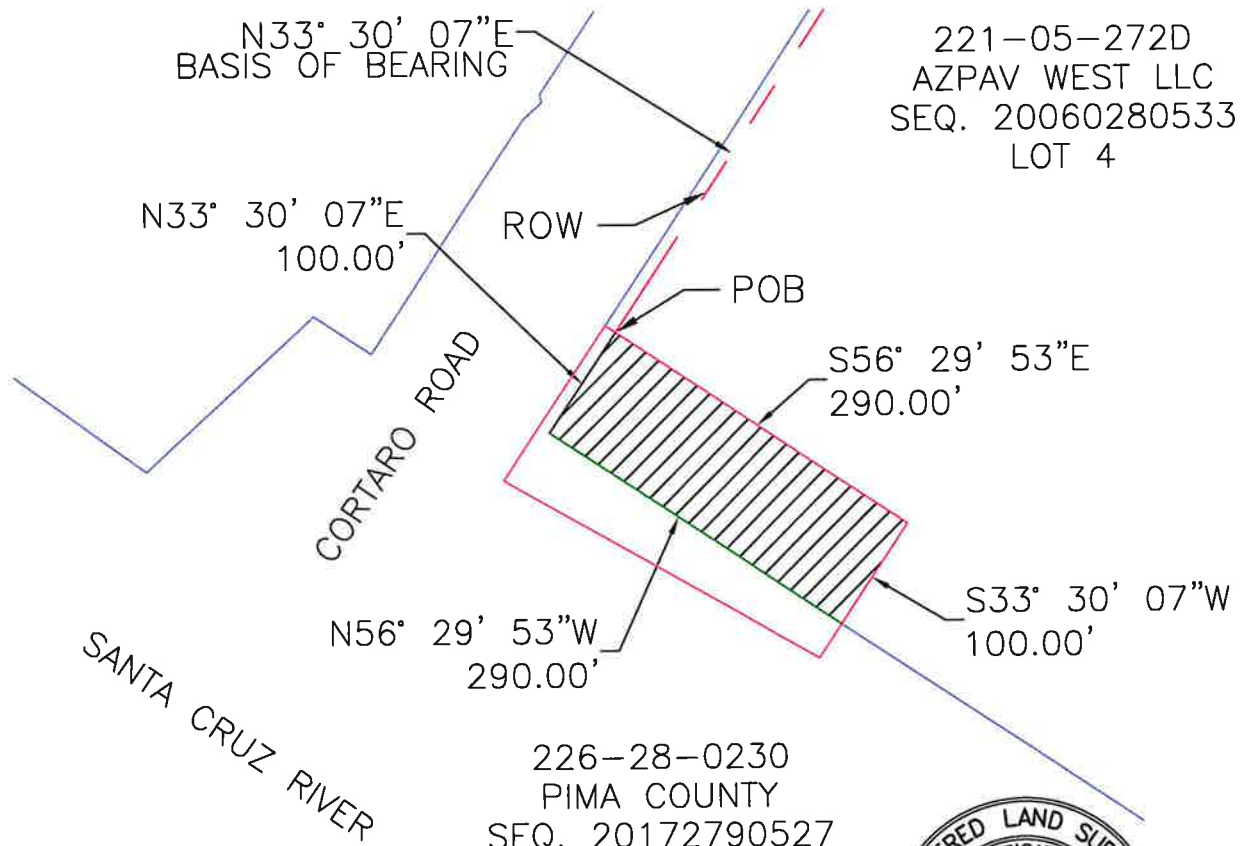 N33° 30' 07"E
BASIS OF BEARING
221-05-272D
AZPAV WEST LLC
SEQ. 20060280533
LOT 4
N33° 30' 07"E
100.00'
ROW
POB
S56° 29' 53"E
290.00'
CORTARO ROAD
S33° 30' 07"W
100.00'
N56° 29' 53"W
290.00'
SANTA CRUZ RIVER
226-28-0230
PIMA COUNTY
SEQ. 20172790527
LAND